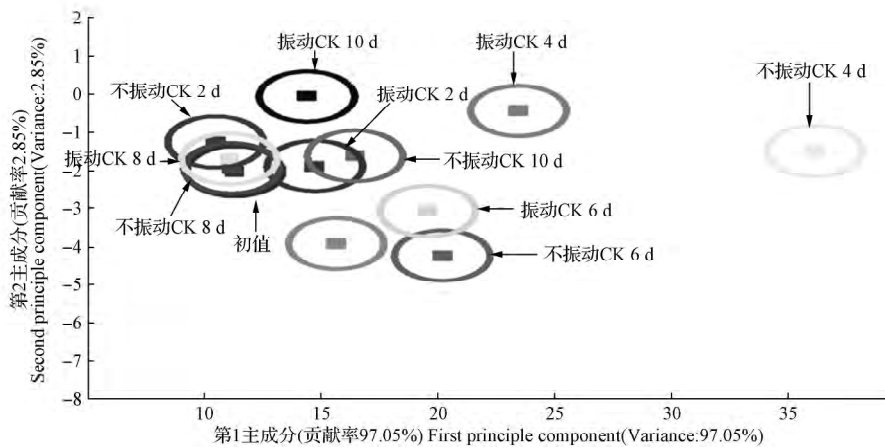 2
1
0
-1
-2
-3
-4
-5
-6
-7
-8
第2主成分(贡献率2.85%)
Second principle component(Variance:2.85%)
振动CK 10 d
振动CK 4 d
不振动CK 4 d
不振动CK 2 d
振动CK 2 d
振动CK 8 d
不振动CK 10 d
不振动CK 8 d
初值
振动CK 6 d
不振动CK 6 d
10 15 20 25 30 35
第1主成分(贡献率97.05%) First principle component(Variance:97.05%)